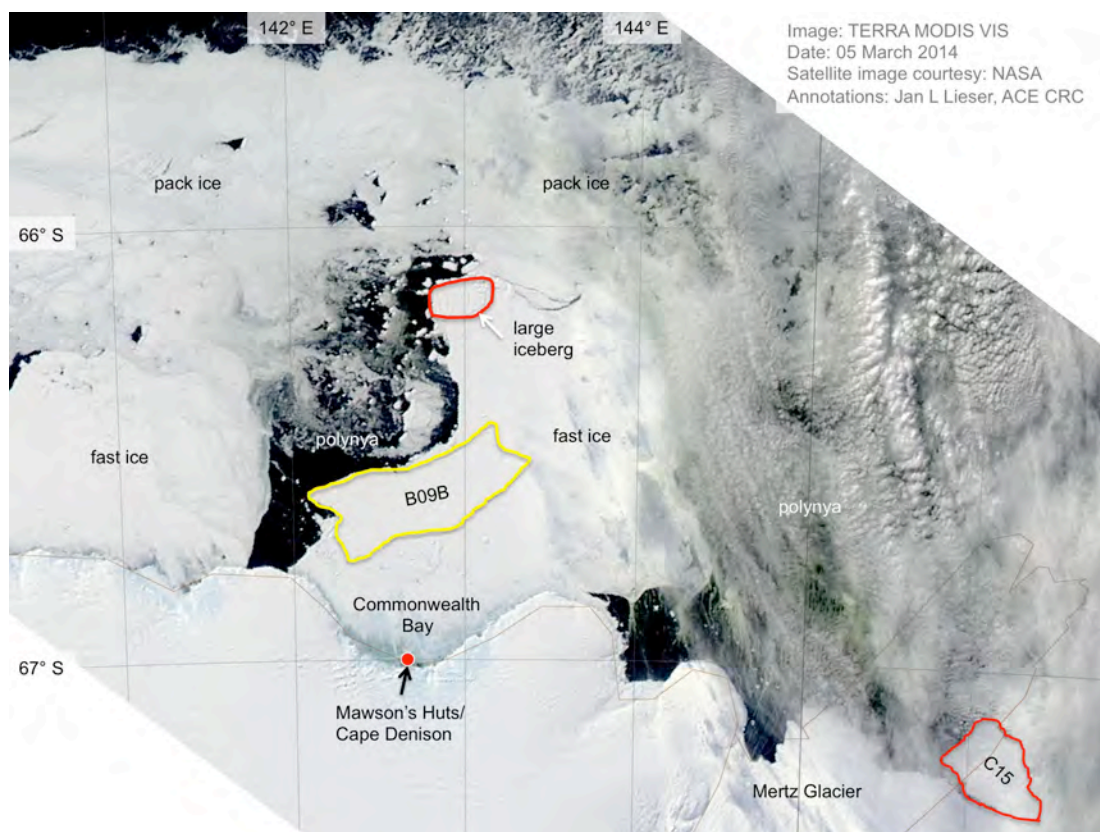 142° E
144° E
Image: TERRA MODIS VIS
Date: 05 March 2014
Satellite image courtesy: NASA
Annotations: Jan L Lieser, ACE CRC
pack ice
pack ice
66° S
large
iceberg
fast ice
polynya
fast ice
B09B
polynya
Commonwealth
Bay
67° S
Mawson's Huts/
Cape Denison
C15
Mertz Glacier